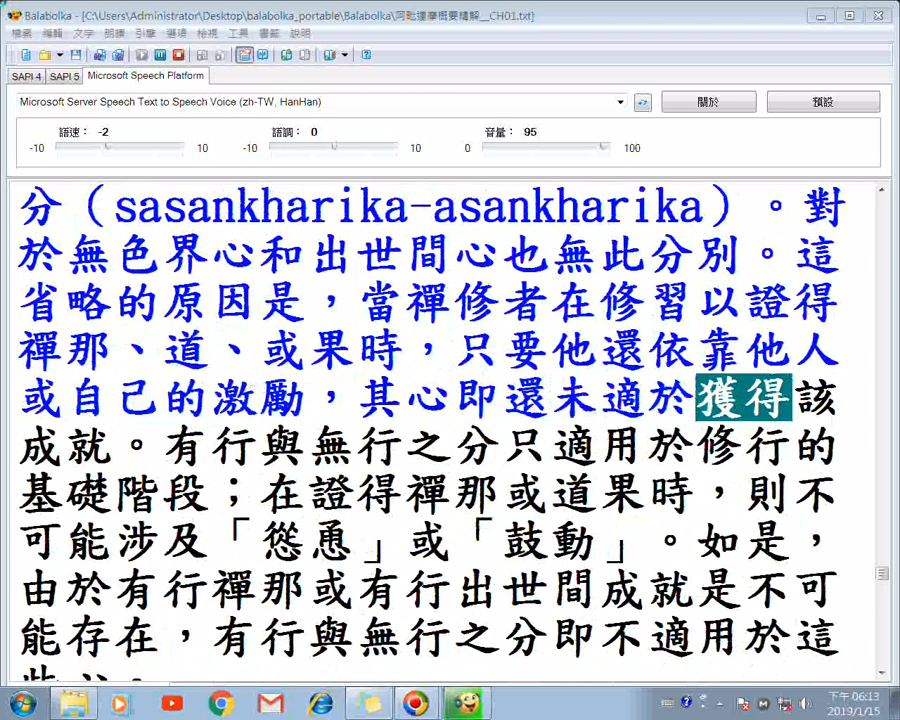 Balabolka - [C:\Users\Administrator\Desktop\balabolka_portable\Balabolka\阿毗達摩概要精解__CH01.txt]
檔案 編輯 文字 朗讀 引擎 選項 檢視 工具 書籤 說明
SAPI 4 SAPI 5 Microsoft Speech Platform
Microsoft Server Speech Text to Speech Voice (zh-TW, HanHan) 關於 預設
語速： -2 語調： 0 音量： 95
-10 10 -10 10 0 100
分（sasankharika-asankharika）。對
於無色界心和出世間心也無此分別。這
省略的原因是，當禪修者在修習以證得
禪那、道、或果時，只要他還依靠他人
或自己的激勵，其心即還未適於獲得該
成就。有行與無行之分只適用於修行的
基礎階段；在證得禪那或道果時，則不
可能涉及「慫恿」或「鼓動」。如是，
由於有行禪那或有行出世間成就是不可
能存在，有行與無行之分即不適用於這
下午 06:13
2019/1/15